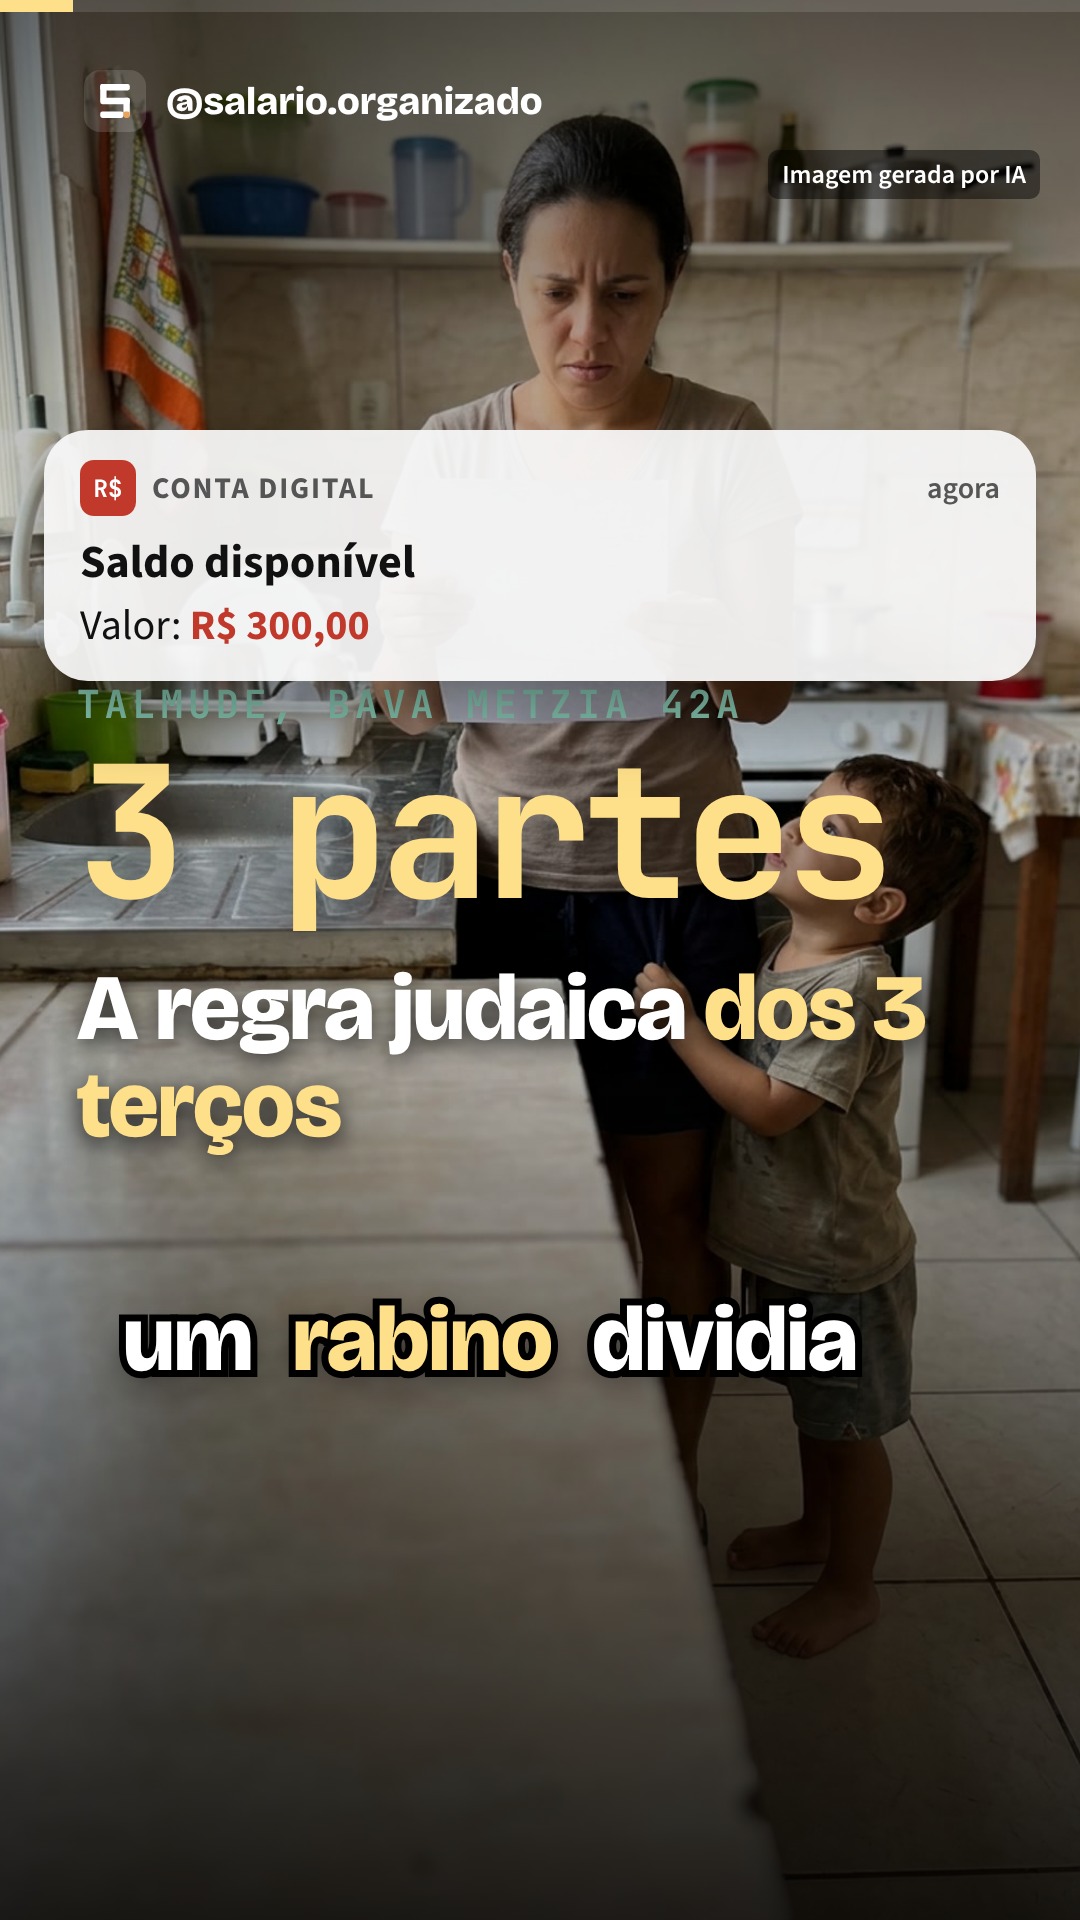 @salario.organizado
Imagem gerada por IA
R$ CONTA DIGITAL agora
Saldo disponível
Valor: R$ 300,00
TALMUDE, BAVA METZIA 42A
3 partes
A regra judaica dos 3
terços
um rabino dividia